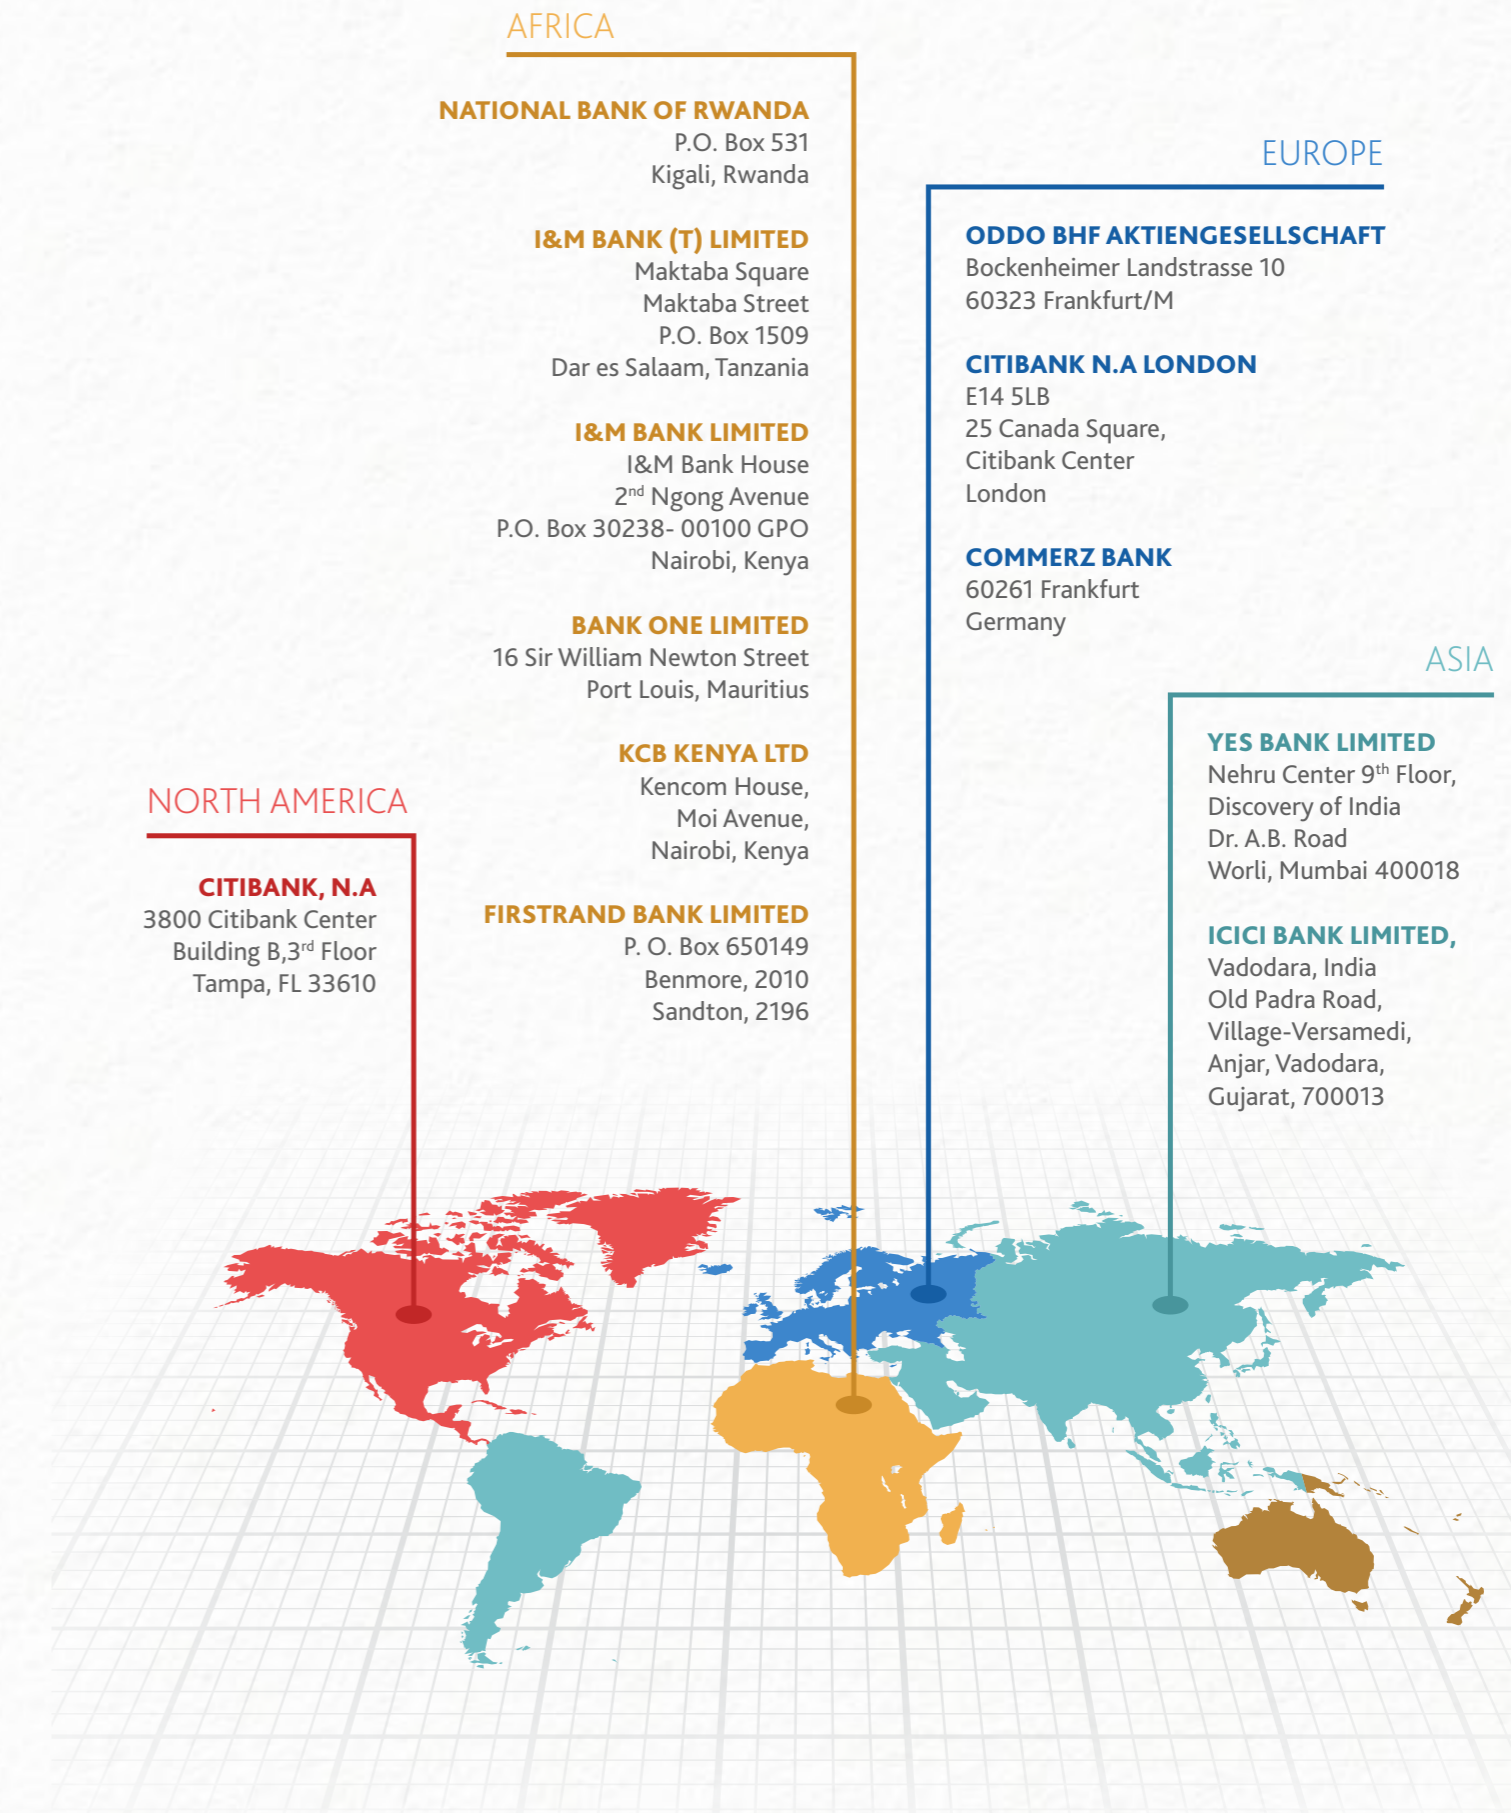 AFRICA
NATIONAL BANK OF RWANDA
P.O. Box 531
Kigali, Rwanda
I&M BANK (T) LIMITED
Maktaba Square
Maktaba Street
P.O. Box 1509
Dar es Salaam, Tanzania
I&M BANK LIMITED
I&M Bank House
2nd Ngong Avenue
P.O. Box 30238- 00100 GPO
Nairobi, Kenya
BANK ONE LIMITED
16 Sir William Newton Street
Port Louis, Mauritius
KCB KENYA LTD
Kencom House,
Moi Avenue,
Nairobi, Kenya
FIRSTRAND BANK LIMITED
P. O. Box 650149
Benmore, 2010
Sandton, 2196
EUROPE
ODDO BHF AKTIENGESELLSCHAFT
Bockenheimer Landstrasse 10
60323 Frankfurt/M
CITIBANK N.A LONDON
E14 5LB
25 Canada Square,
Citibank Center
London
COMMERZ BANK
60261 Frankfurt
Germany
ASIA
YES BANK LIMITED
Nehru Center 9th Floor,
Discovery of India
Dr. A.B. Road
Worli, Mumbai 400018
ICICI BANK LIMITED,
Vadodara, India
Old Padra Road,
Village-Versamedi,
Anjar, Vadodara,
Gujarat, 700013
NORTH AMERICA
CITIBANK, N.A
3800 Citibank Center
Building B,3rd Floor
Tampa, FL 33610